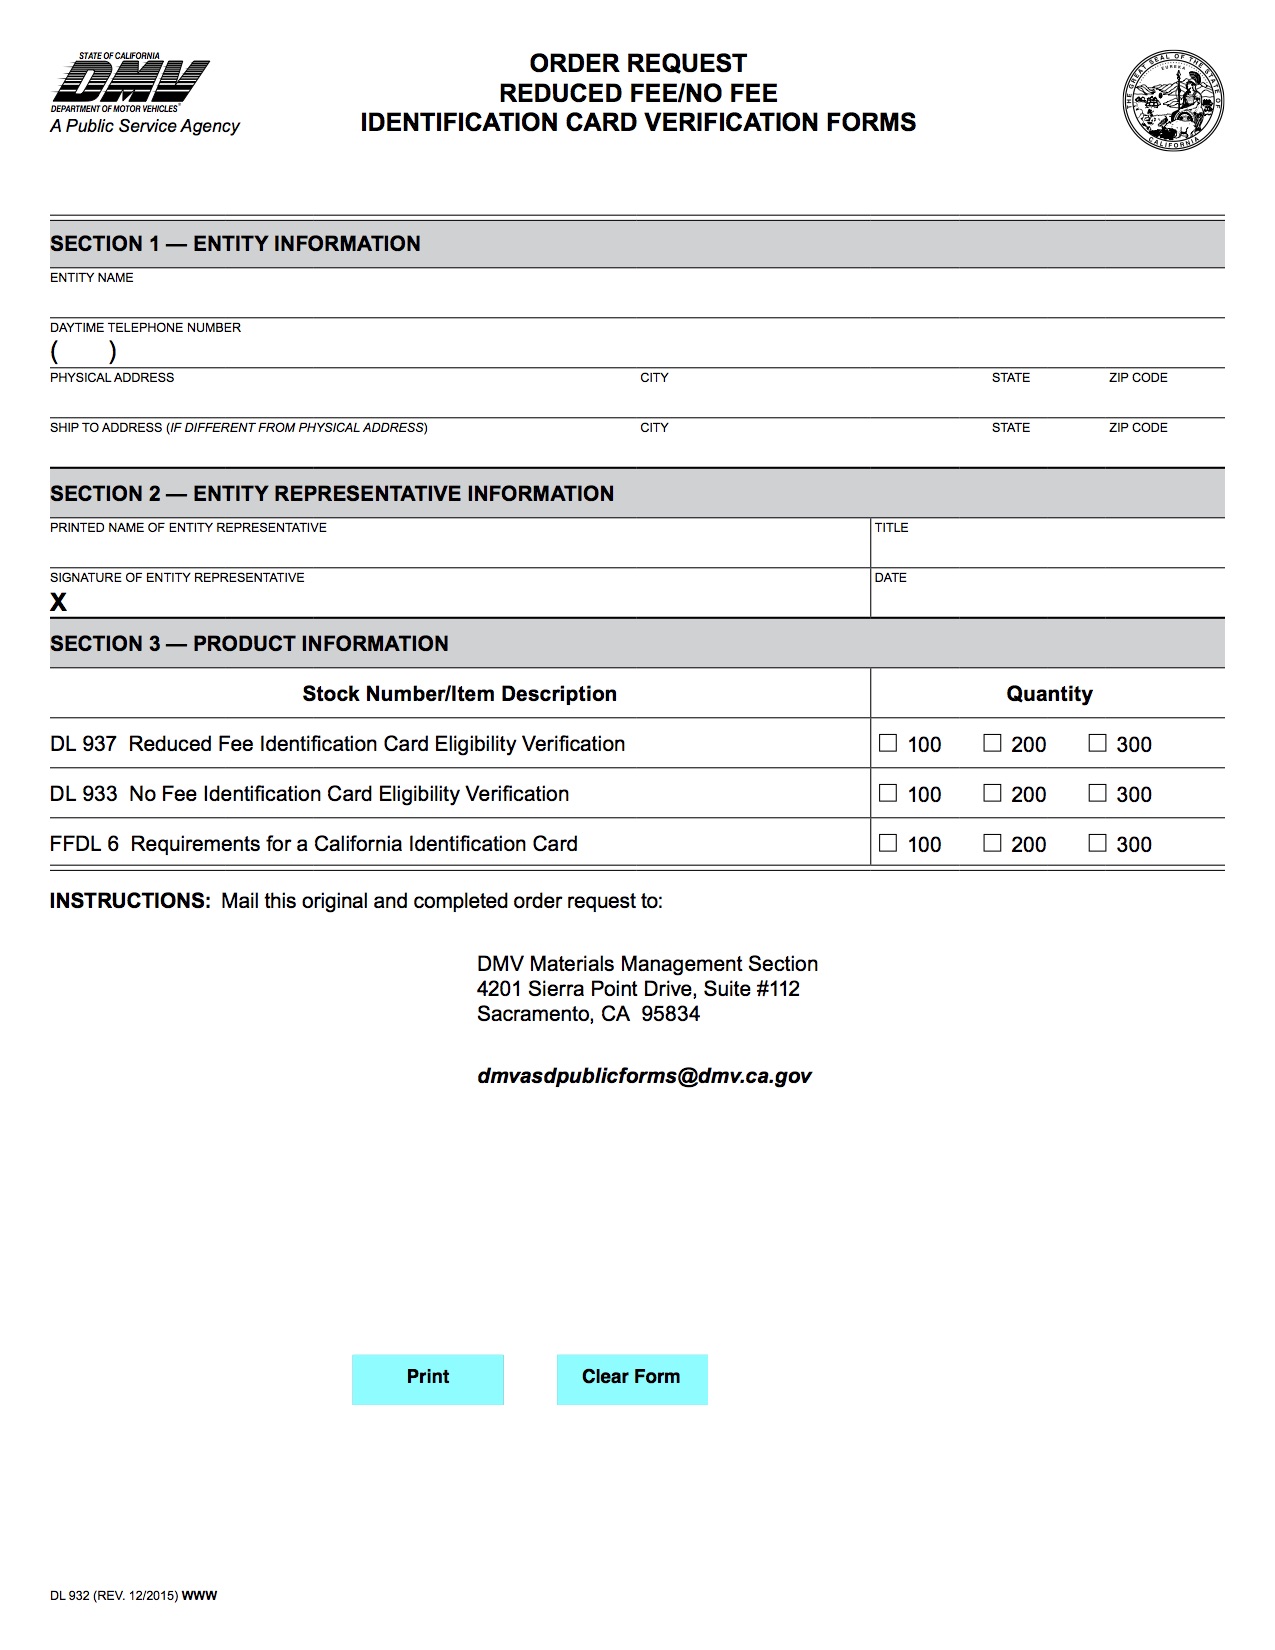 STATE OF CALIFORNIA
DMV
DEPARTMENT OF MOTOR VEHICLES®
A Public Service Agency
ORDER REQUEST
REDUCED FEE/NO FEE
IDENTIFICATION CARD VERIFICATION FORMS
THE GREAT SEAL OF THE STATE OF CALIFORNIA
EUREKA
SECTION 1 — ENTITY INFORMATION
ENTITY NAME
DAYTIME TELEPHONE NUMBER
( )
PHYSICAL ADDRESS CITY STATE ZIP CODE
SHIP TO ADDRESS (IF DIFFERENT FROM PHYSICAL ADDRESS) CITY STATE ZIP CODE
SECTION 2 — ENTITY REPRESENTATIVE INFORMATION
PRINTED NAME OF ENTITY REPRESENTATIVE TITLE
SIGNATURE OF ENTITY REPRESENTATIVE DATE
X
SECTION 3 — PRODUCT INFORMATION
Stock Number/Item Description Quantity
DL 937 Reduced Fee Identification Card Eligibility Verification ☐ 100 ☐ 200 ☐ 300
DL 933 No Fee Identification Card Eligibility Verification ☐ 100 ☐ 200 ☐ 300
FFDL 6 Requirements for a California Identification Card ☐ 100 ☐ 200 ☐ 300
INSTRUCTIONS: Mail this original and completed order request to:
DMV Materials Management Section
4201 Sierra Point Drive, Suite #112
Sacramento, CA 95834
dmvasdpublicforms@dmv.ca.gov
Print Clear Form
DL 932 (REV. 12/2015) WWW